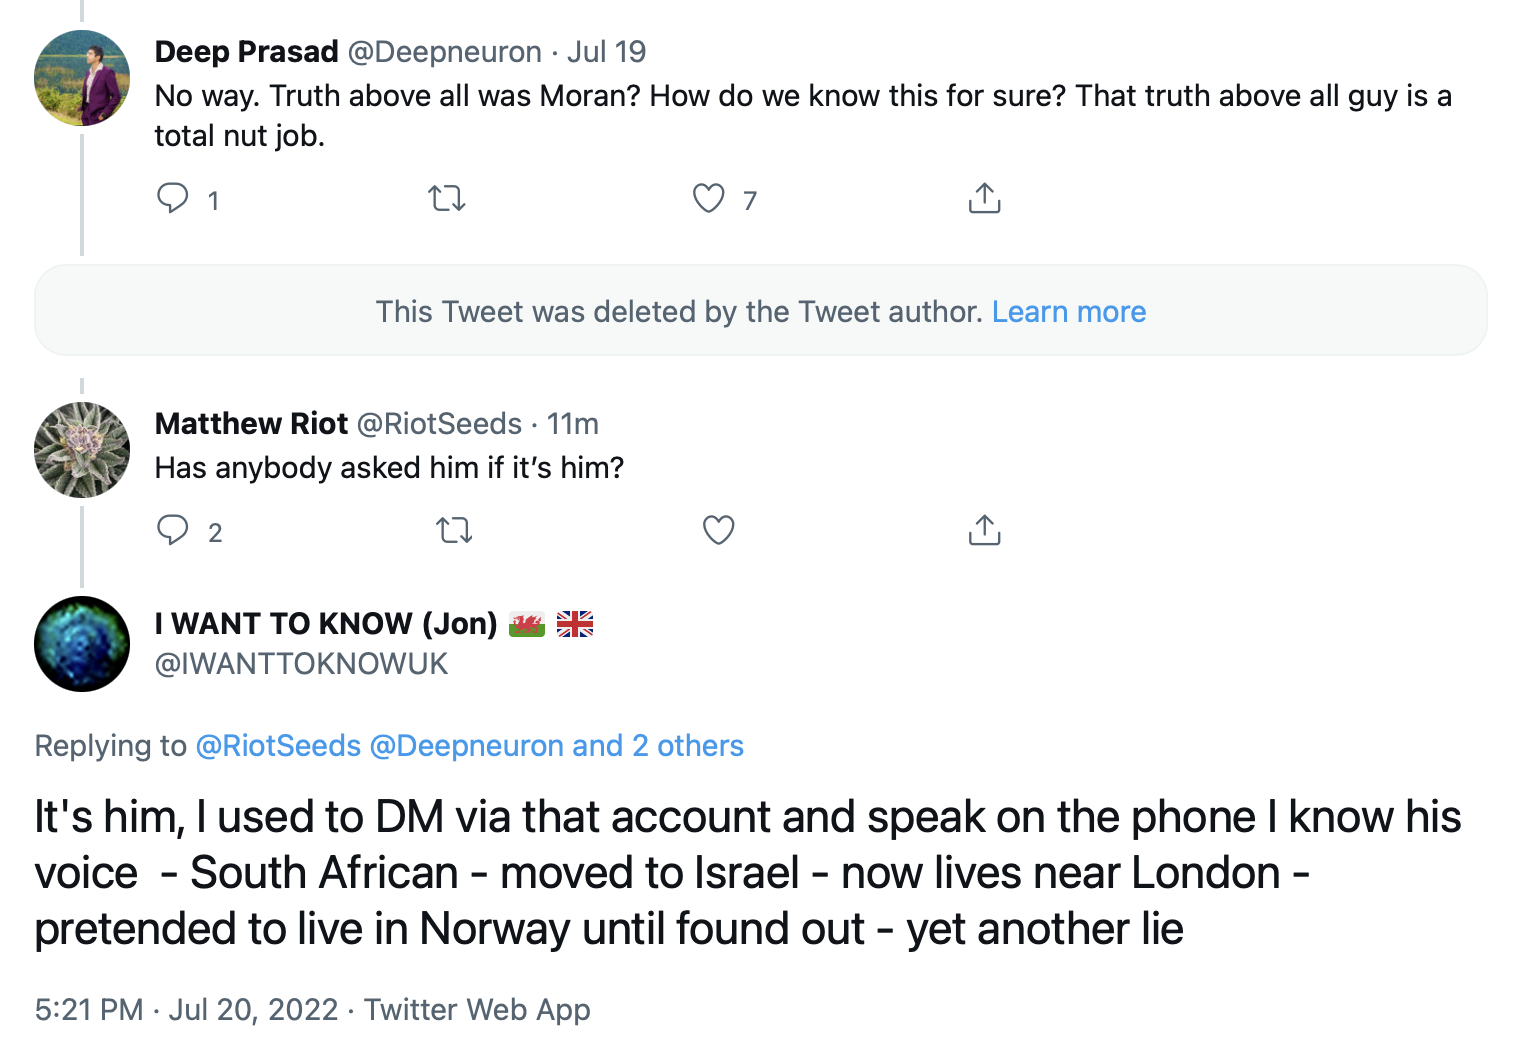 Deep Prasad @Deepneuron · Jul 19
No way. Truth above all was Moran? How do we know this for sure? That truth above all guy is a
total nut job.
1 7
This Tweet was deleted by the Tweet author. Learn more
Matthew Riot @RiotSeeds · 11m
Has anybody asked him if it’s him?
2
I WANT TO KNOW (Jon) 🏴󠁧󠁢󠁷󠁬󠁳󠁿 🇬🇧
@IWANTTOKNOWUK
Replying to @RiotSeeds @Deepneuron and 2 others
It's him, I used to DM via that account and speak on the phone I know his
voice  - South African - moved to Israel - now lives near London -
pretended to live in Norway until found out - yet another lie
5:21 PM · Jul 20, 2022 · Twitter Web App